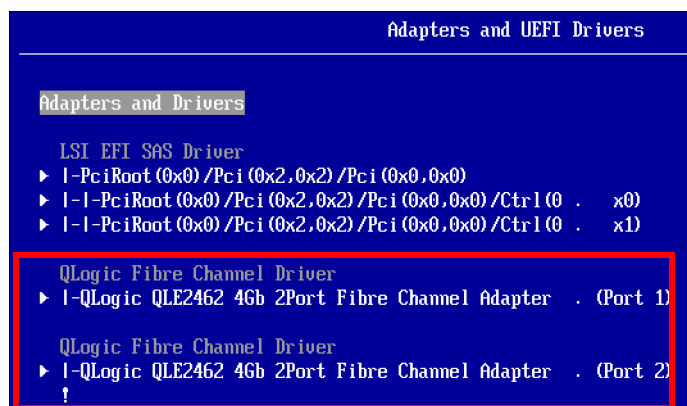 Adapters and UEFI Drivers
Adapters and Drivers
LSI EFI SAS Driver
▶ |-PciRoot(0x0)/Pci(0x2,0x2)/Pci(0x0,0x0)
▶ |-|-PciRoot(0x0)/Pci(0x2,0x2)/Pci(0x0,0x0)/Ctrl(0 . x0)
▶ |-|-PciRoot(0x0)/Pci(0x2,0x2)/Pci(0x0,0x0)/Ctrl(0 . x1)
QLogic Fibre Channel Driver
▶ |-QLogic QLE2462 4Gb 2Port Fibre Channel Adapter . (Port 1)
QLogic Fibre Channel Driver
▶ |-QLogic QLE2462 4Gb 2Port Fibre Channel Adapter . (Port 2)
!